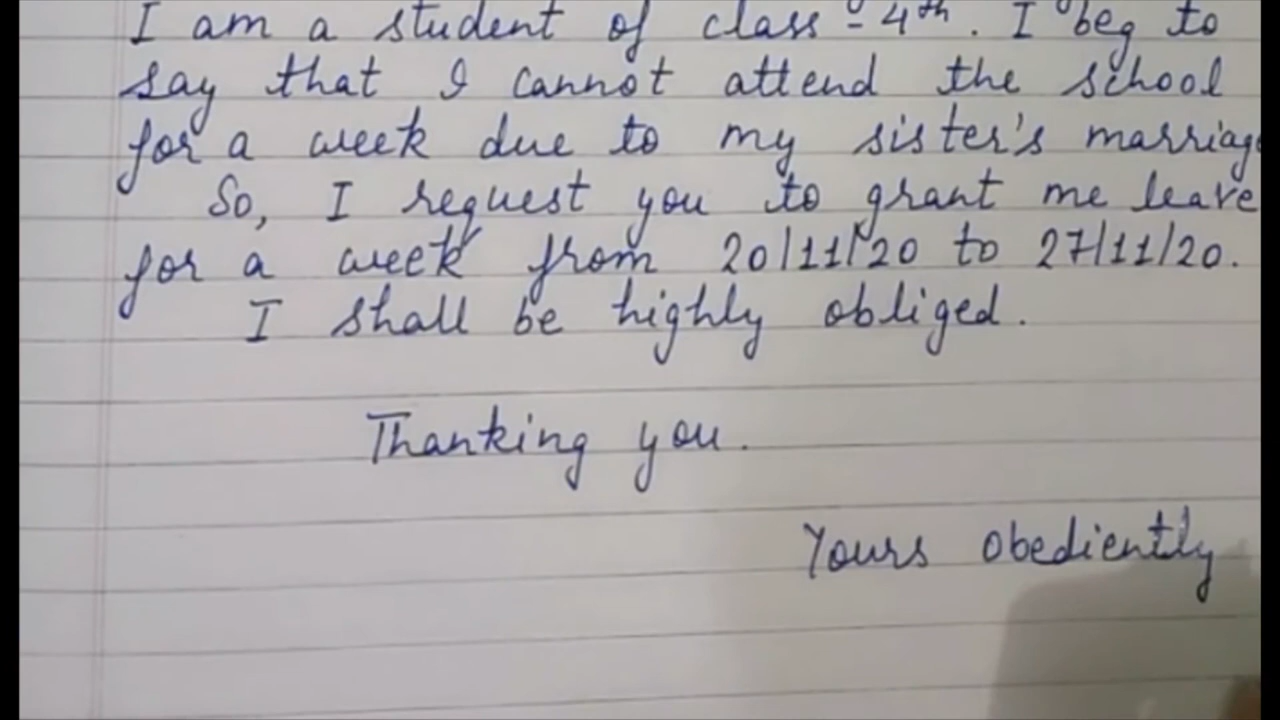 I am a student of class - 4th. I beg to
say that I cannot attend the school
for a week due to my sister's marriage
So, I request you to grant me leave
for a week from 20/11/20 to 27/11/20.
I shall be highly obliged.
Thanking you.
Yours obediently